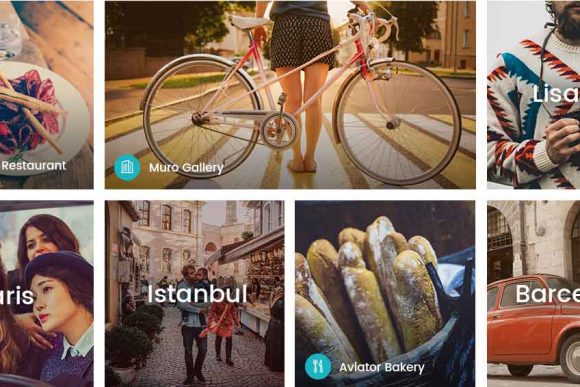 Restaurant
Muro Gallery
Lisa
aris
Istanbul
Aviator Bakery
Barce